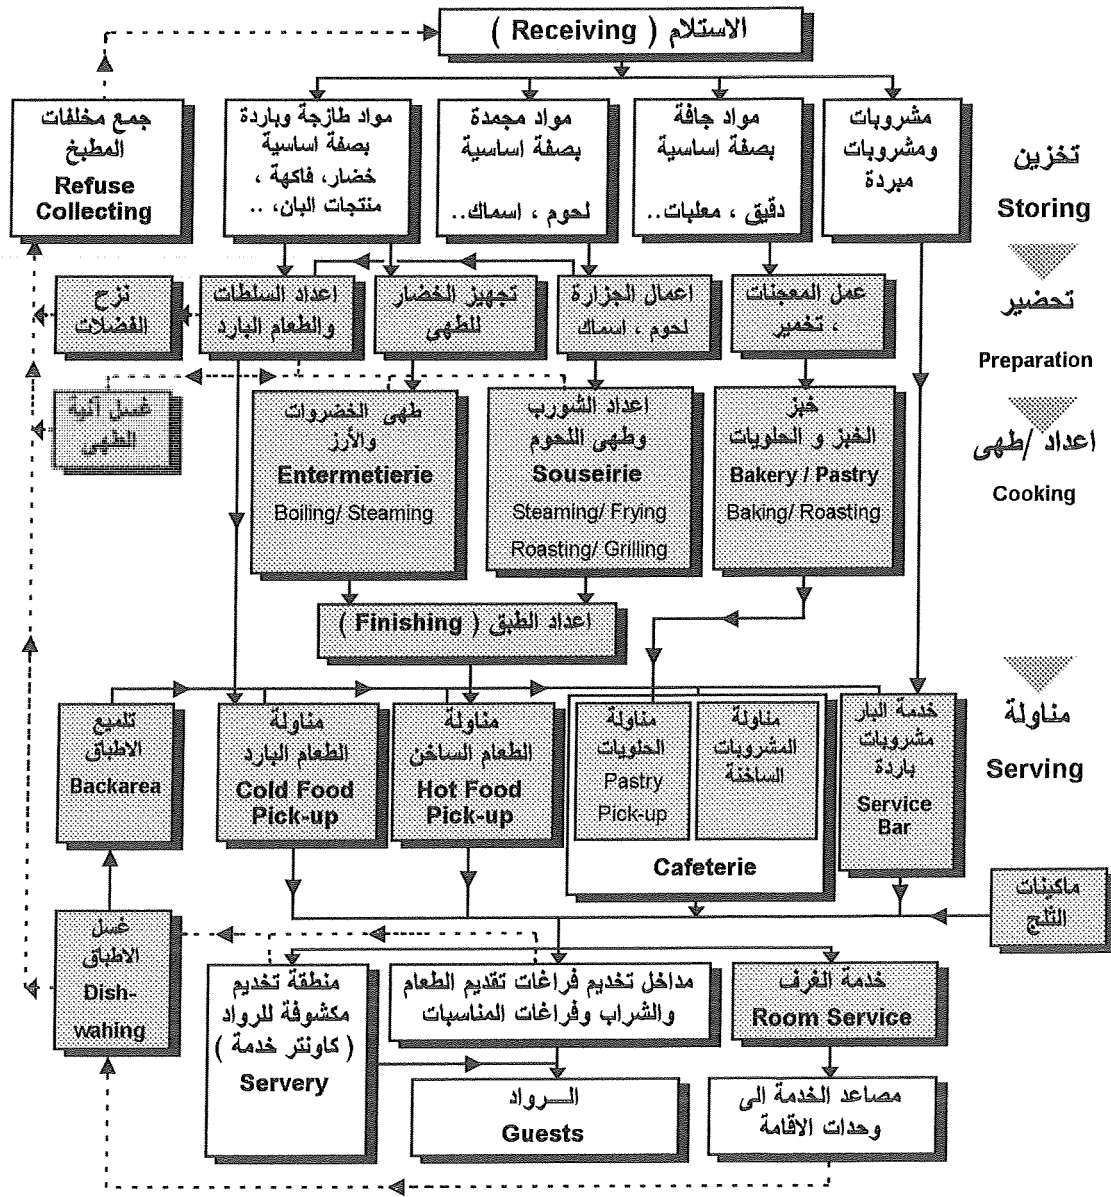 الاستلام ( Receiving )
جمع مخلفات
المطبخ
Refuse
Collecting
مواد طازجة وباردة
بصفة اساسية
خضار، فاكهة ،
منتجات البان، ..
مواد مجمدة
بصفة اساسية
لحوم ، اسماك..
مواد جافة
بصفة اساسية
دقيق ، معلبات..
مشروبات
ومشروبات
مبردة
تخزين
Storing
نزح
الفضلات
اعداد السلطات
والطعام البارد
تجهيز الخضار
للطهى
اعمال الجزارة
لحوم ، اسماك
عمل المعجنات
، تخمير
تحضير
Preparation
غسل آنية
الطهى
طهى الخضروات
والأرز
Entermetierie
Boiling/ Steaming
اعداد الشورب
وطهى اللحوم
Souseirie
Steaming/ Frying
Roasting/ Grilling
خبز
الخبز و الحلويات
Bakery / Pastry
Baking/ Roasting
اعداد /طهى
Cooking
اعداد الطبق ( Finishing )
تلميع
الاطباق
Backarea
مناولة
الطعام البارد
Cold Food
Pick-up
مناولة
الطعام الساخن
Hot Food
Pick-up
مناولة
الحلويات
Pastry
Pick-up
مناولة
المشروبات
الساخنة
Cafeterie
خدمة البار
مشروبات
باردة
Service
Bar
مناولة
Serving
ماكينات
الثلج
غسل
الاطباق
Dish-
wahing
منطقة تخديم
مكشوفة للرواد
( كاونتر خدمة )
Servery
مداخل تخديم فراغات تقديم الطعام
والشراب وفراغات المناسبات
خدمة الغرف
Room Service
الـــرواد
Guests
مصاعد الخدمة الى
وحدات الاقامة